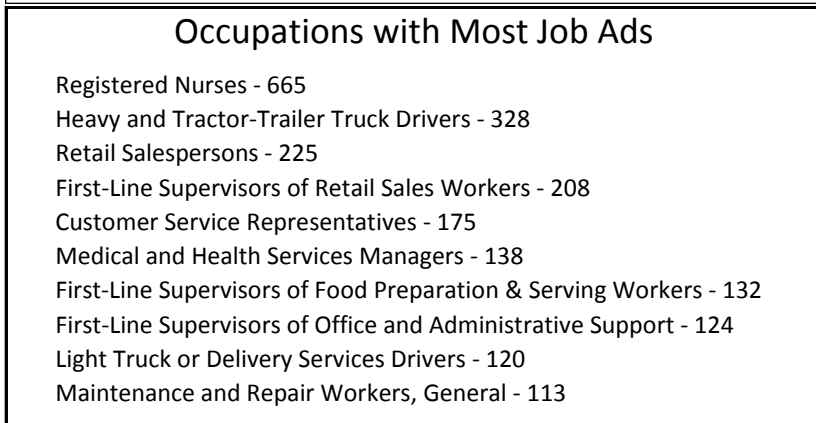 Occupations with Most Job Ads
Registered Nurses - 665
Heavy and Tractor-Trailer Truck Drivers - 328
Retail Salespersons - 225
First-Line Supervisors of Retail Sales Workers - 208
Customer Service Representatives - 175
Medical and Health Services Managers - 138
First-Line Supervisors of Food Preparation & Serving Workers - 132
First-Line Supervisors of Office and Administrative Support - 124
Light Truck or Delivery Services Drivers - 120
Maintenance and Repair Workers, General - 113